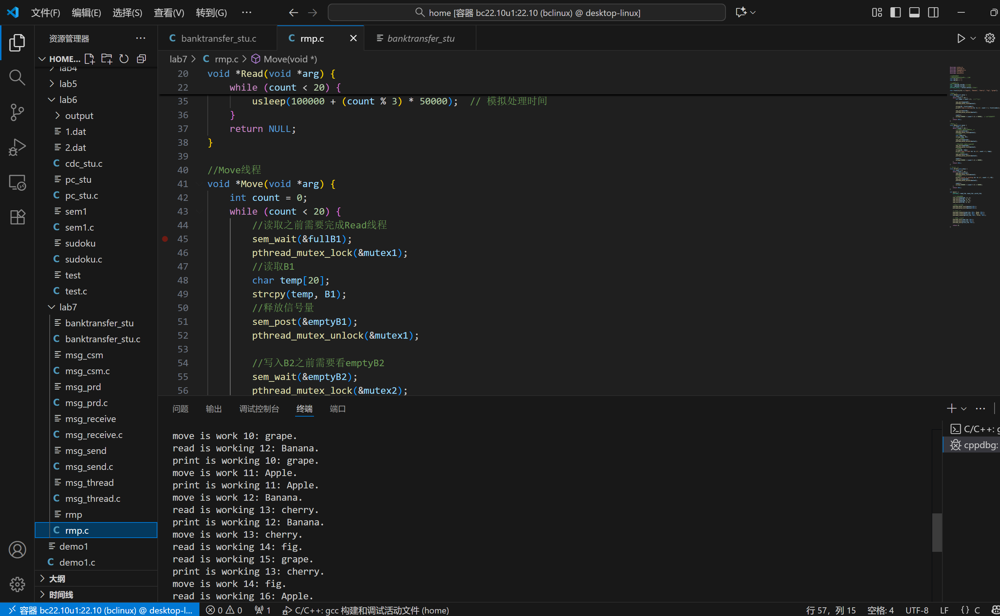 文件(F) 编辑(E) 选择(S) 查看(V) 转到(G) ··· home [容器 bc22.10u1:22.10 (bclinux) @ desktop-linux]
资源管理器 ···
HOME...
lab4
lab5
lab6
output
1.dat
2.dat
cdc_stu.c
pc_stu
pc_stu.c
sem1
sem1.c
sudoku
sudoku.c
test
test.c
lab7
banktransfer_stu
banktransfer_stu.c
msg_csm
msg_csm.c
msg_prd
msg_prd.c
msg_receive
msg_receive.c
msg_send
msg_send.c
msg_thread
msg_thread.c
rmp
rmp.c
demo1
demo1.c
大纲
时间线
banktransfer_stu.c rmp.c banktransfer_stu
lab7 > C rmp.c > Move(void *)
20 void *Read(void *arg) {
22 while (count < 20) {
35 usleep(100000 + (count % 3) * 50000); // 模拟处理时间
36 }
37 return NULL;
38 }
39
40 //Move线程
41 void *Move(void *arg) {
42 int count = 0;
43 while (count < 20) {
44 //读取之前需要完成Read线程
45 sem_wait(&fullB1);
46 pthread_mutex_lock(&mutex1);
47 //读取B1
48 char temp[20];
49 strcpy(temp, B1);
50 //释放信号量
51 sem_post(&emptyB1);
52 pthread_mutex_unlock(&mutex1);
53
54 //写入B2之前需要看emptyB2
55 sem_wait(&emptyB2);
56 pthread_mutex_lock(&mutex2);
问题 输出 调试控制台 终端 端口
move is work 10: grape.
read is working 12: Banana.
print is working 10: grape.
move is work 11: Apple.
print is working 11: Apple.
move is work 12: Banana.
read is working 13: cherry.
print is working 12: Banana.
move is work 13: cherry.
read is working 14: fig.
read is working 15: grape.
print is working 13: cherry.
move is work 14: fig.
read is working 16: Apple.
C/C++: g
cppdbg:
容器 bc22.10u1:22.10 (bclinux) @ desktop-l... 0 0 1 C/C++: gcc 构建和调试活动文件 (home) 行 57，列 15 空格: 4 UTF-8 LF {} C